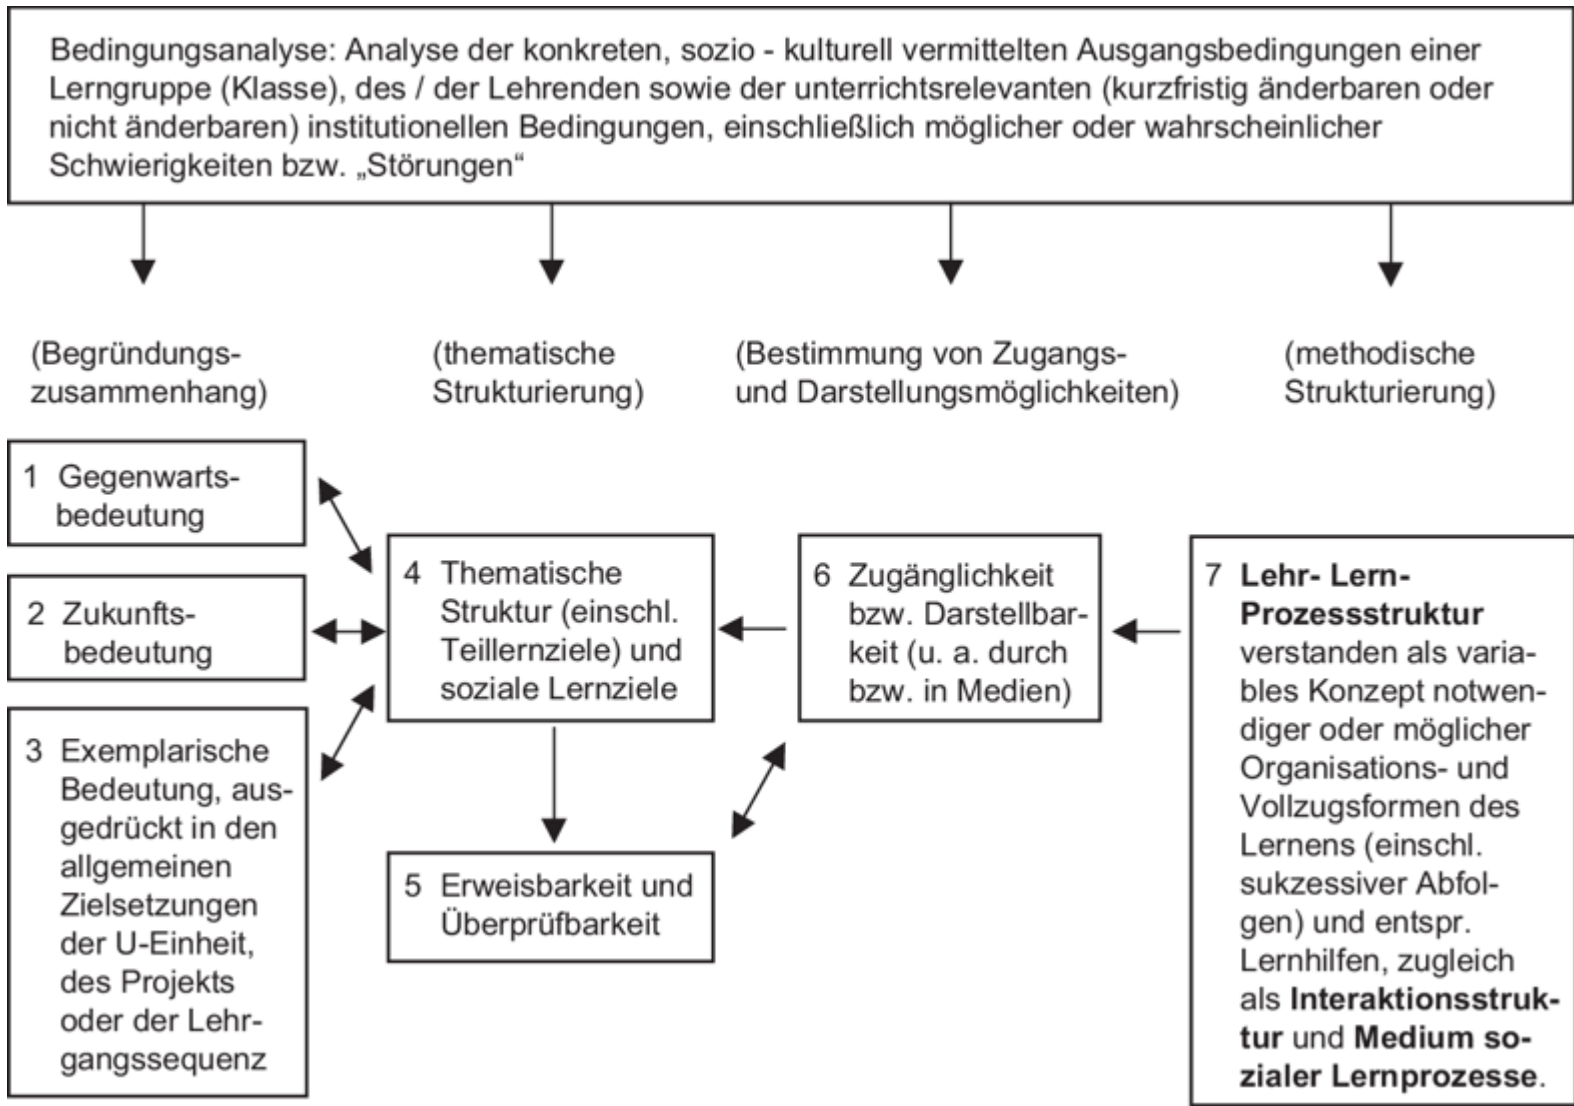 Bedingungsanalyse: Analyse der konkreten, sozio - kulturell vermittelten Ausgangsbedingungen einer
Lerngruppe (Klasse), des / der Lehrenden sowie der unterrichtsrelevanten (kurzfristig änderbaren oder
nicht änderbaren) institutionellen Bedingungen, einschließlich möglicher oder wahrscheinlicher
Schwierigkeiten bzw. „Störungen“
(Begründungs-
zusammenhang)
(thematische
Strukturierung)
(Bestimmung von Zugangs-
und Darstellungsmöglichkeiten)
(methodische
Strukturierung)
1 Gegenwarts-
bedeutung
2 Zukunfts-
bedeutung
3 Exemplarische
Bedeutung, aus-
gedrückt in den
allgemeinen
Zielsetzungen
der U-Einheit,
des Projekts
oder der Lehr-
gangssequenz
4 Thematische
Struktur (einschl.
Teillernziele) und
soziale Lernziele
5 Erweisbarkeit und
Überprüfbarkeit
6 Zugänglichkeit
bzw. Darstellbar-
keit (u. a. durch
bzw. in Medien)
7 Lehr- Lern-
Prozessstruktur
verstanden als varia-
bles Konzept notwen-
diger oder möglicher
Organisations- und
Vollzugsformen des
Lernens (einschl.
sukzessiver Abfol-
gen) und entspr.
Lernhilfen, zugleich
als Interaktionsstruk-
tur und Medium so-
zialer Lernprozesse.